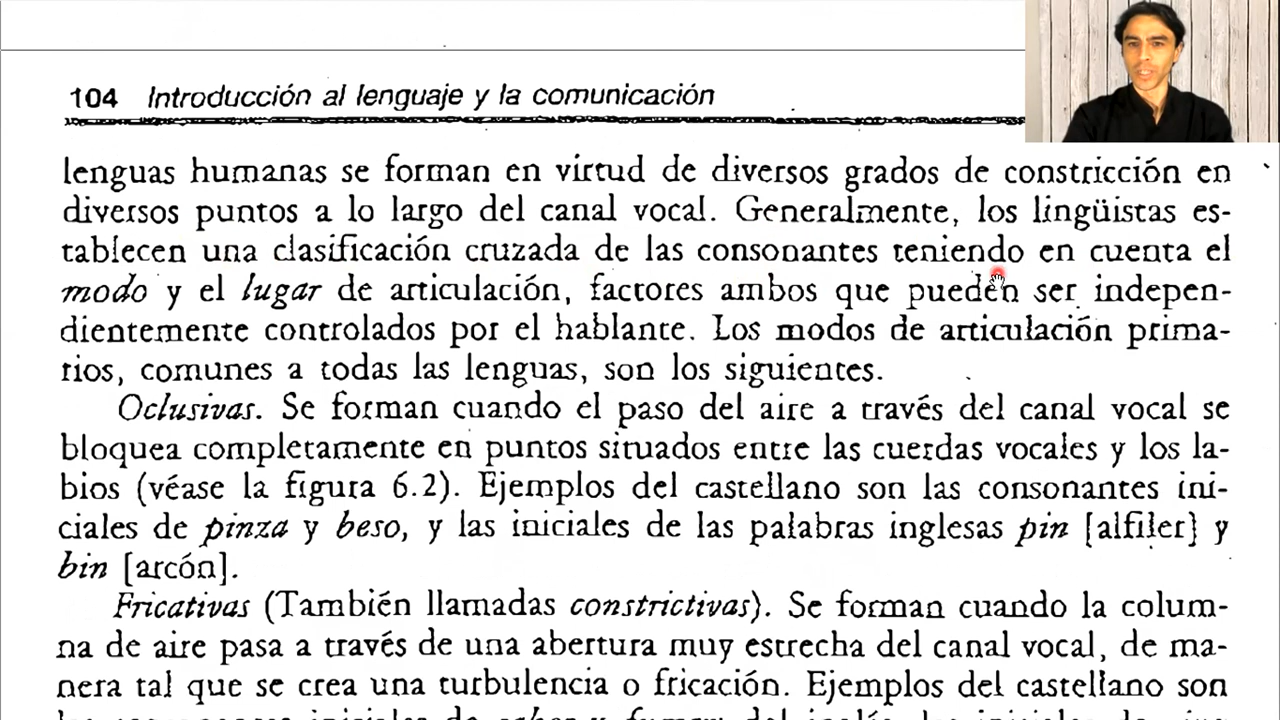 104 Introducción al lenguaje y la comunicación
lenguas humanas se forman en virtud de diversos grados de constricción en
diversos puntos a lo largo del canal vocal. Generalmente, los lingüistas es-
tablecen una clasificación cruzada de las consonantes teniendo en cuenta el
modo y el lugar de articulación, factores ambos que pueden ser indepen-
dientemente controlados por el hablante. Los modos de articulación prima-
rios, comunes a todas las lenguas, son los siguientes.
Oclusivas. Se forman cuando el paso del aire a través del canal vocal se
bloquea completamente en puntos situados entre las cuerdas vocales y los la-
bios (véase la figura 6.2). Ejemplos del castellano son las consonantes ini-
ciales de pinza y beso, y las iniciales de las palabras inglesas pin [alfiler] y
bin [arcón].
Fricativas (También llamadas constrictivas). Se forman cuando la colum-
na de aire pasa a través de una abertura muy estrecha del canal vocal, de ma-
nera tal que se crea una turbulencia o fricación. Ejemplos del castellano son